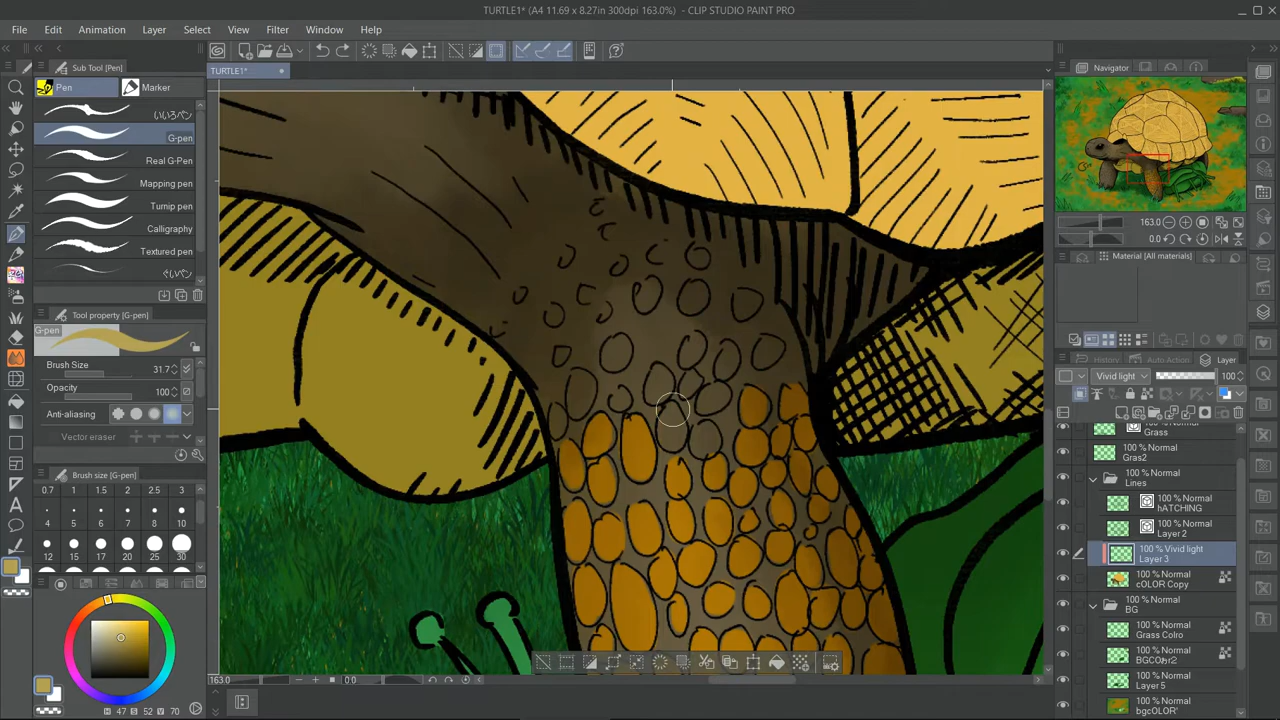 TURTLE1* (A4 11.69 x 8.27in 300dpi 163.0%) - CLIP STUDIO PAINT PRO
File Edit Animation Layer Select View Filter Window Help
Sub Tool [Pen]
TURTLE1*
Navigator
Pen Marker
いいろペン
G-pen
Real G-Pen
Mapping pen
Turnip pen
Calligraphy
Textured pen
Tool property [G-pen]
G-pen
Brush Size 31.7
Opacity 100
Anti-aliasing
Vector eraser
Brush size [G-pen]
0.7 1 1.5 2 2.5 3
4 5 6 7 8 10
12 15 17 20 25 30
H 47 S 52 V 70
163.0 0.0
163.0
0.0
Material [All materials]
History Auto Action Layer
Vivid light 100
Grass
100 % Normal
Gras2
100 % Normal
Lines
100 % Normal
hATCHING
100 % Normal
Layer 2
100 % Vivid light
Layer 3
100 % Normal
cOLOR Copy
100 % Normal
BG
100 % Normal
Grass Colro
100 % Normal
100 % Normal
Layer 5
100 % Normal
bgcOLOR'